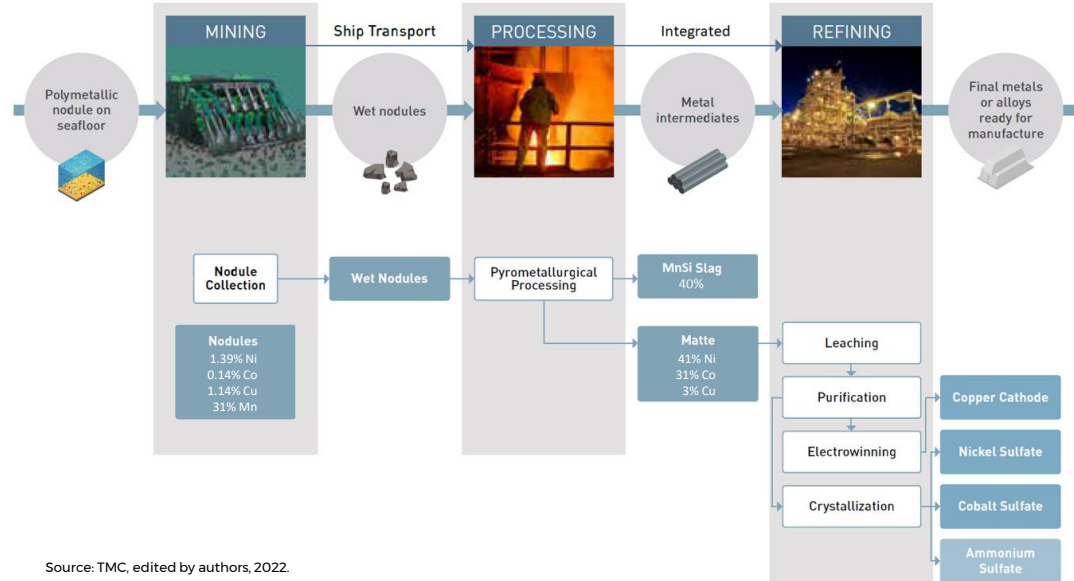 MINING
Ship Transport
PROCESSING
Integrated
REFINING
Polymetallic
nodule on
seafloor
Wet nodules
Metal
intermediates
Final metals
or alloys
ready for
manufacture
Nodule
Collection
Wet Nodules
Pyrometallurgical
Processing
MnSi Slag
40%
Nodules
1.39% Ni
0.14% Co
1.14% Cu
31% Mn
Matte
41% Ni
31% Co
3% Cu
Leaching
Purification
Electrowinning
Crystallization
Copper Cathode
Nickel Sulfate
Cobalt Sulfate
Ammonium
Sulfate
Source: TMC, edited by authors, 2022.